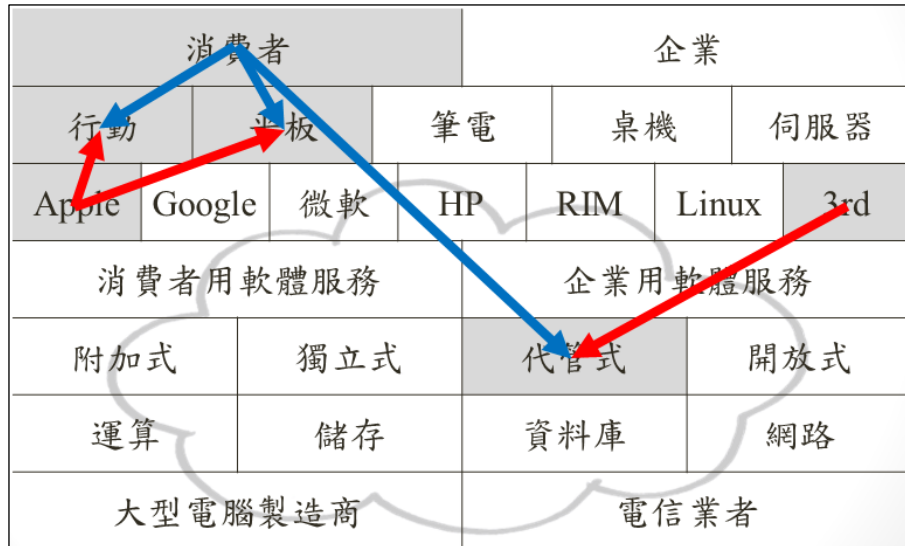 消費者 企業
行動 平板 筆電 桌機 伺服器
Apple Google 微軟 HP RIM Linux 3rd
消費者用軟體服務 企業用軟體服務
附加式 獨立式 代管式 開放式
運算 儲存 資料庫 網路
大型電腦製造商 電信業者